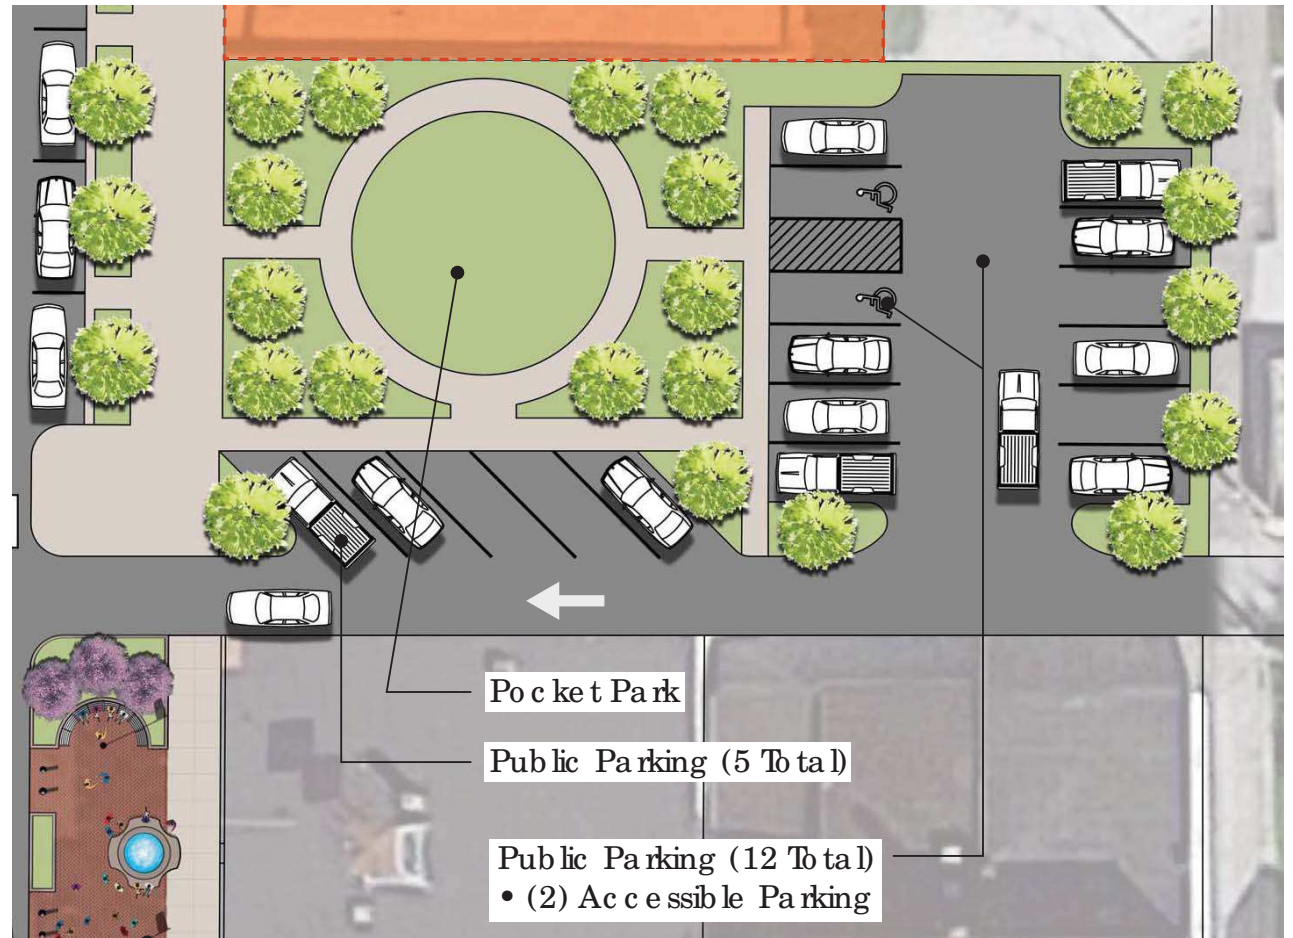 Pocket Park
Public Parking (5 Total)
Public Parking (12 Total)
• (2) Accessible Parking